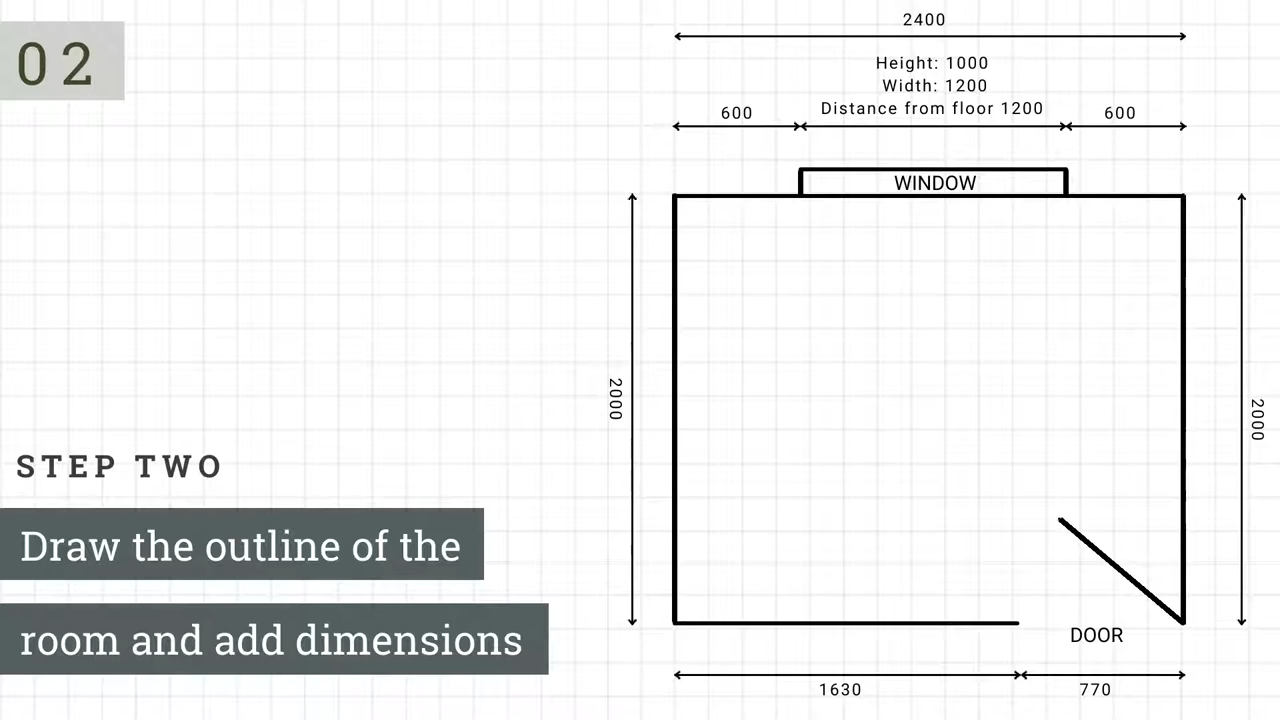 02
STEP TWO
Draw the outline of the
room and add dimensions
2400
Height: 1000
Width: 1200
Distance from floor 1200
600
600
WINDOW
2000
2000
DOOR
1630
770